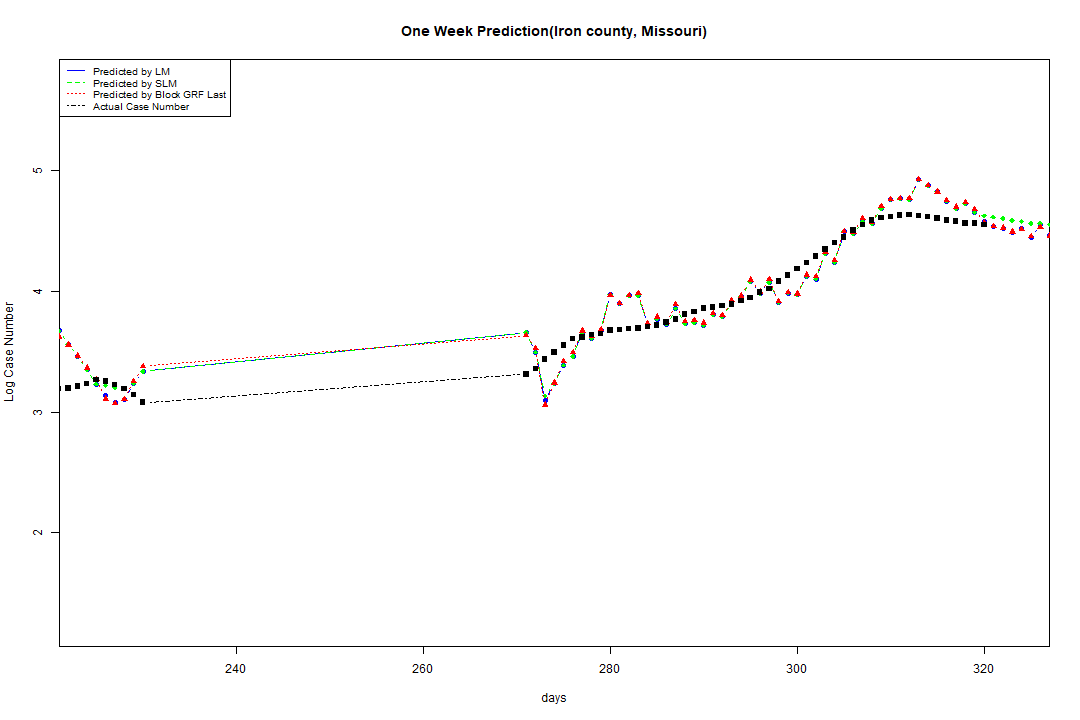 One Week Prediction(Iron county, Missouri)
Predicted by LM
Predicted by SLM
Predicted by Block GRF Last
Actual Case Number
5
4
3
2
Log Case Number
240 260 280 300 320
days